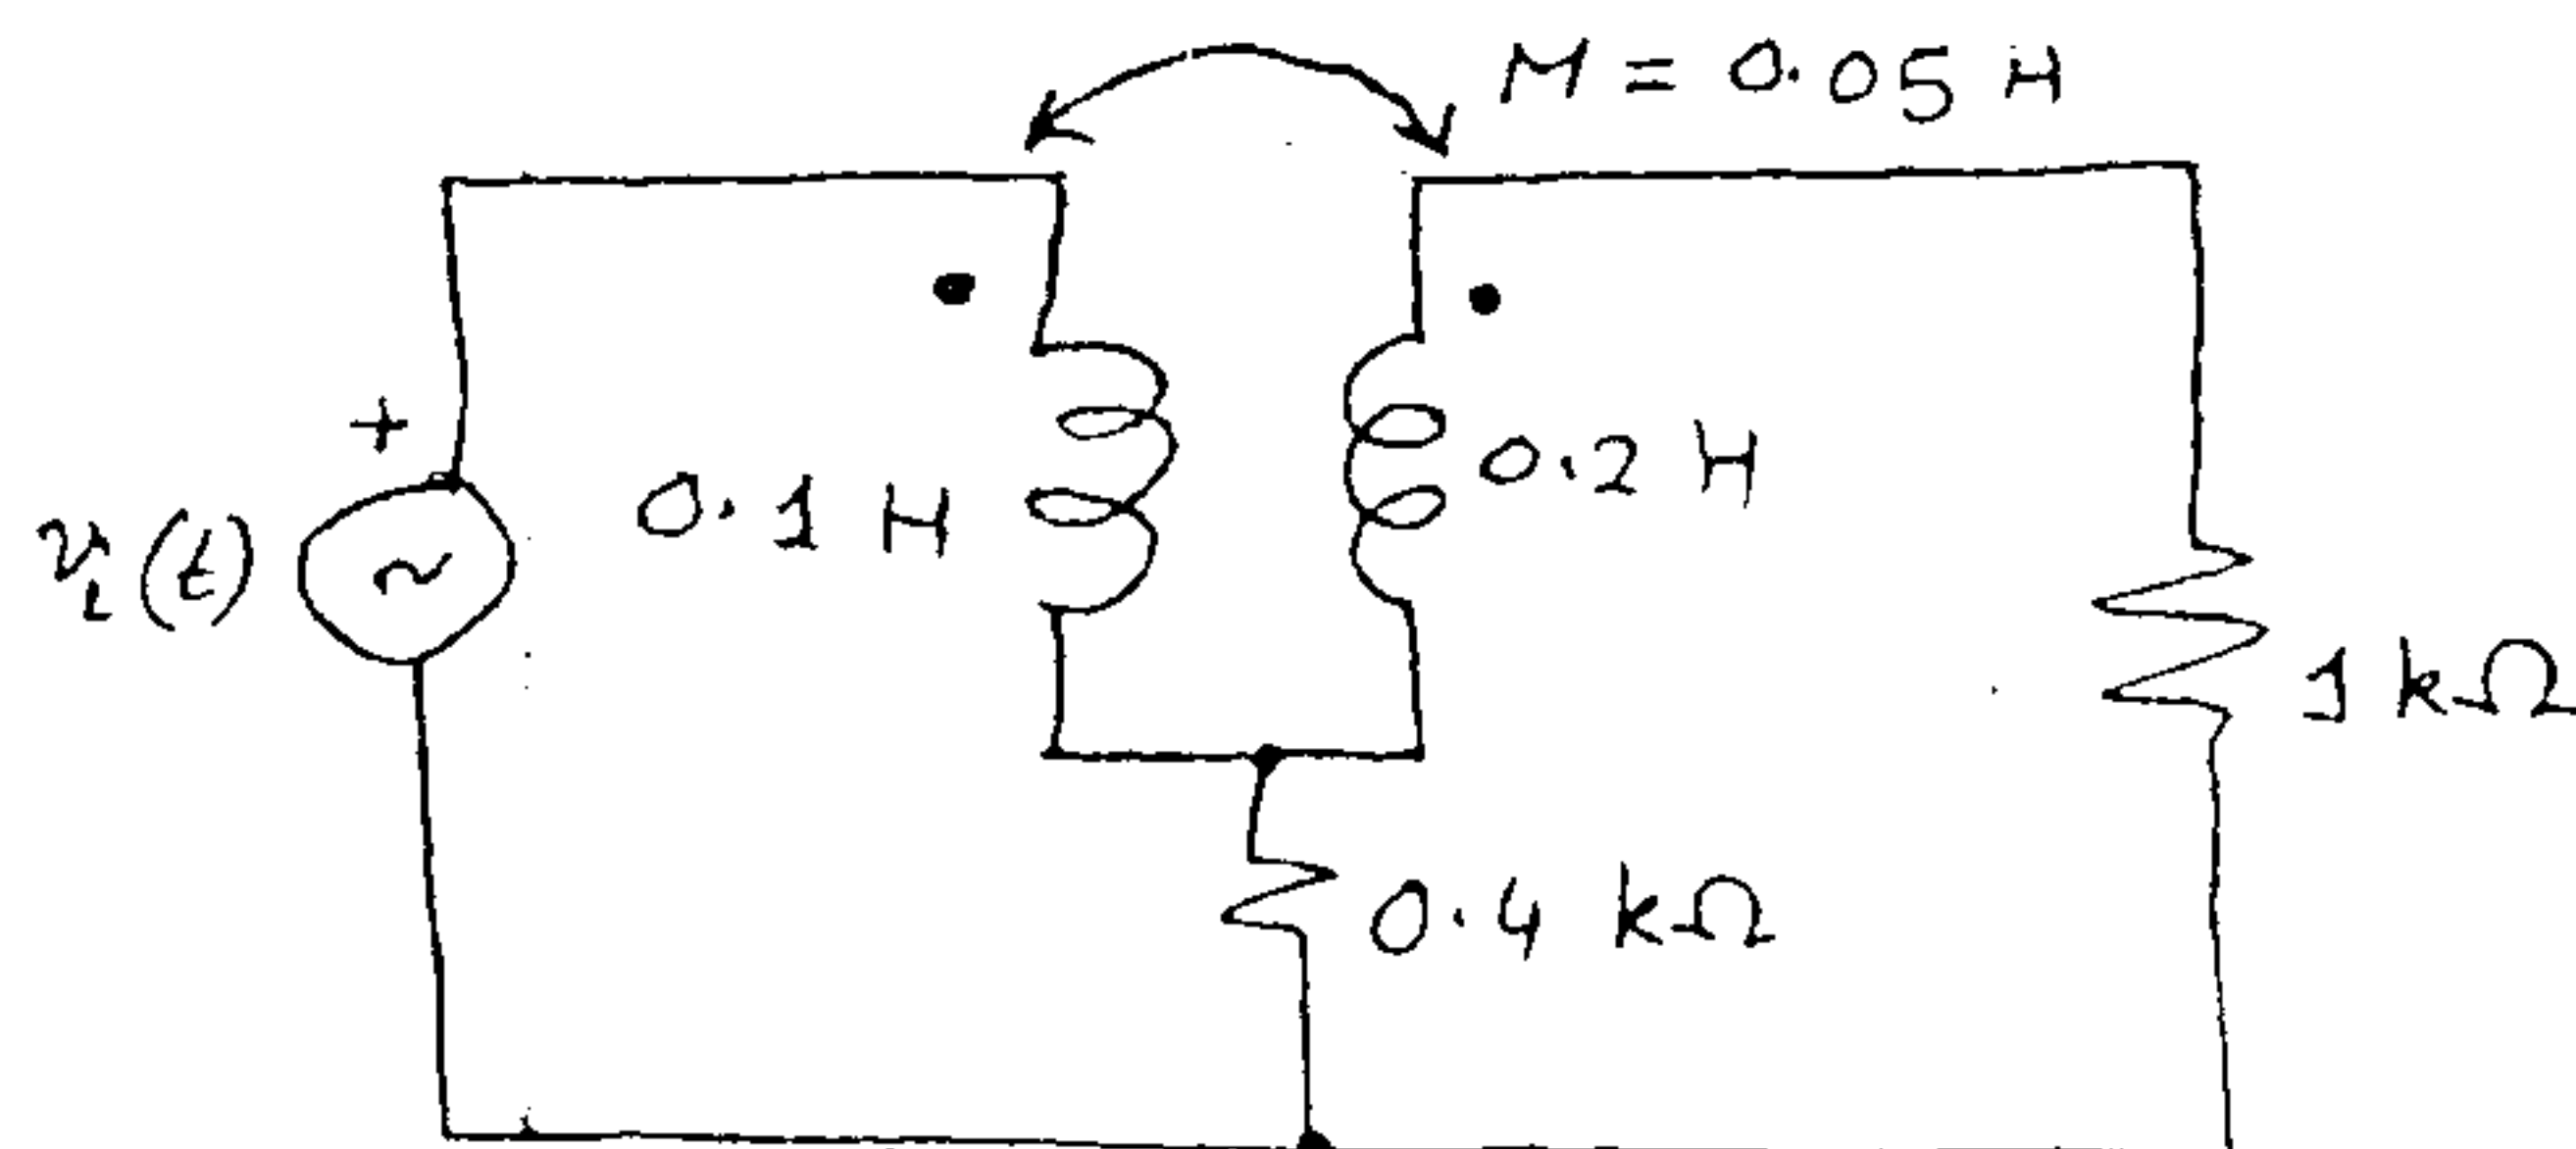 M = 0.05 H
+
v_i(t)
~
0.1 H
0.2 H
1 kΩ
0.4 kΩ